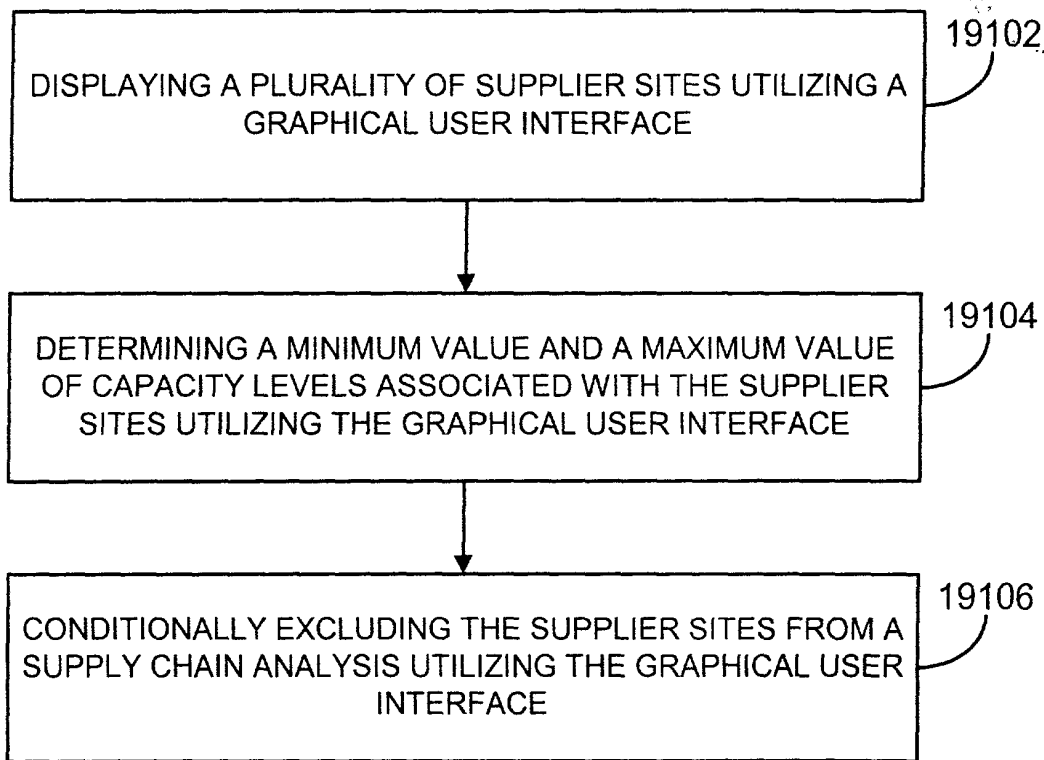 19102
DISPLAYING A PLURALITY OF SUPPLIER SITES UTILIZING A
GRAPHICAL USER INTERFACE
19104
DETERMINING A MINIMUM VALUE AND A MAXIMUM VALUE
OF CAPACITY LEVELS ASSOCIATED WITH THE SUPPLIER
SITES UTILIZING THE GRAPHICAL USER INTERFACE
19106
CONDITIONALLY EXCLUDING THE SUPPLIER SITES FROM A
SUPPLY CHAIN ANALYSIS UTILIZING THE GRAPHICAL USER
INTERFACE